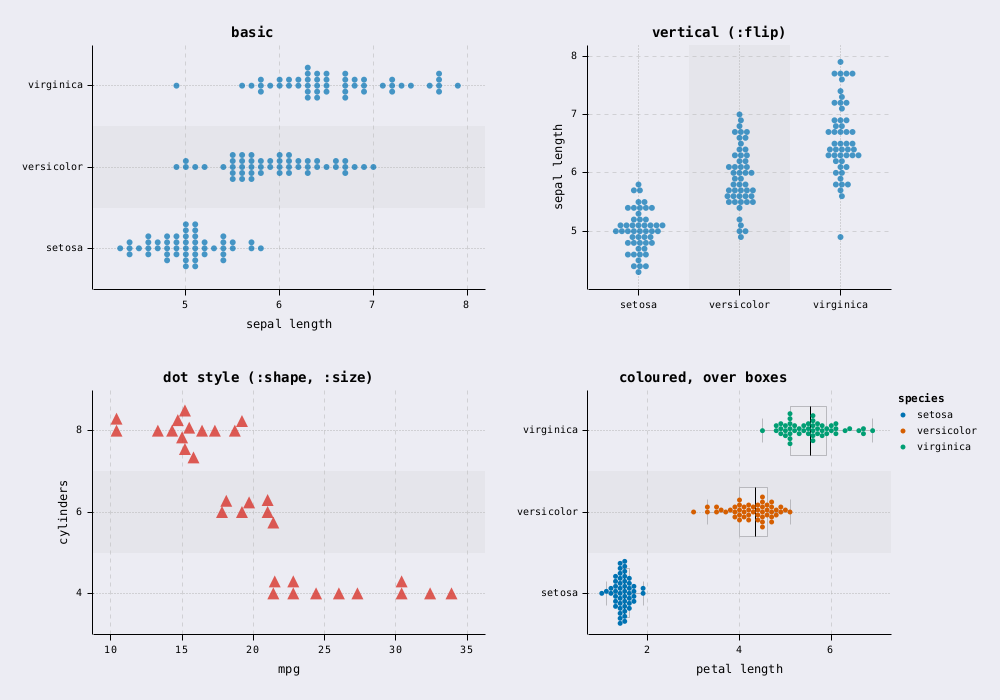 basic
virginica
versicolor
setosa
5 6 7 8
sepal length
vertical (:flip)
sepal length
8
7
6
5
setosa versicolor virginica
dot style (:shape, :size)
cylinders
8
6
4
10 15 20 25 30 35
mpg
coloured, over boxes
virginica
versicolor
setosa
2 4 6
petal length
species
setosa
versicolor
virginica